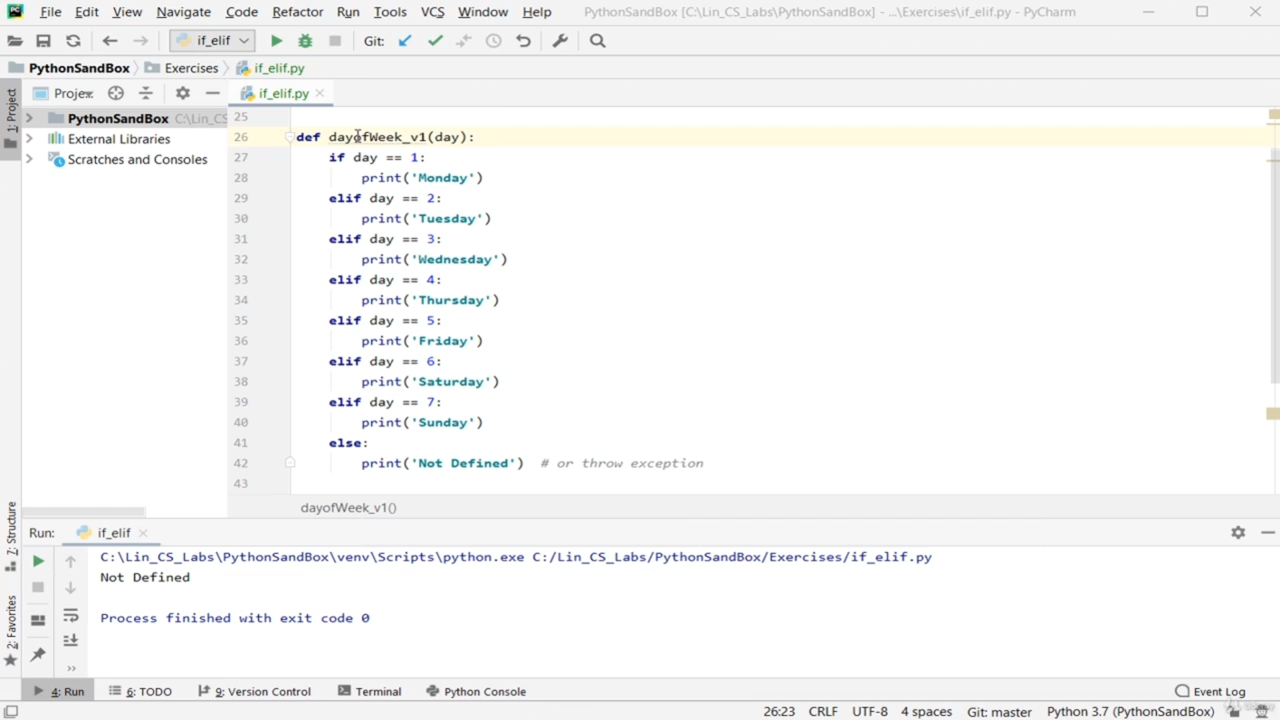 File Edit View Navigate Code Refactor Run Tools VCS Window Help PythonSandBox [C:\Lin_CS_Labs\PythonSandBox] - ...\Exercises\if_elif.py - PyCharm
if_elif Git:
PythonSandBox Exercises if_elif.py
1: Project
Project if_elif.py
PythonSandBox C:\Lin_CS
External Libraries
Scratches and Consoles
25
26 def dayofWeek_v1(day):
27 if day == 1:
28 print('Monday')
29 elif day == 2:
30 print('Tuesday')
31 elif day == 3:
32 print('Wednesday')
33 elif day == 4:
34 print('Thursday')
35 elif day == 5:
36 print('Friday')
37 elif day == 6:
38 print('Saturday')
39 elif day == 7:
40 print('Sunday')
41 else:
42 print('Not Defined') # or throw exception
43
dayofWeek_v1()
7: Structure
2: Favorites
Run: if_elif
C:\Lin_CS_Labs\PythonSandBox\venv\Scripts\python.exe C:/Lin_CS_Labs/PythonSandBox/Exercises/if_elif.py
Not Defined
Process finished with exit code 0
4: Run 6: TODO 9: Version Control Terminal Python Console Event Log
26:23 CRLF UTF-8 4 spaces Git: master Python 3.7 (PythonSandBox)